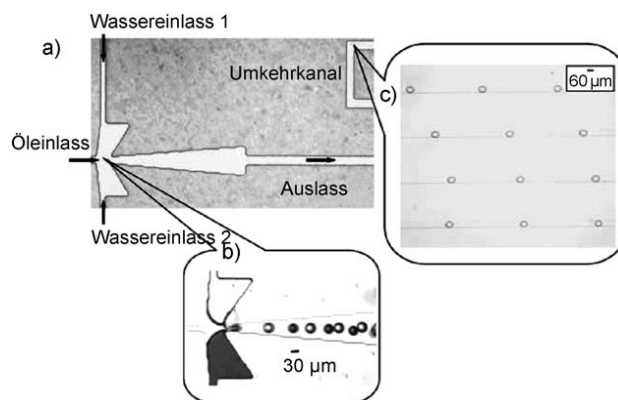 Wassereinlass 1
a)
Umkehrkanal
c)
60 µm
Öleinlass
Auslass
Wassereinlass 2
b)
30 µm